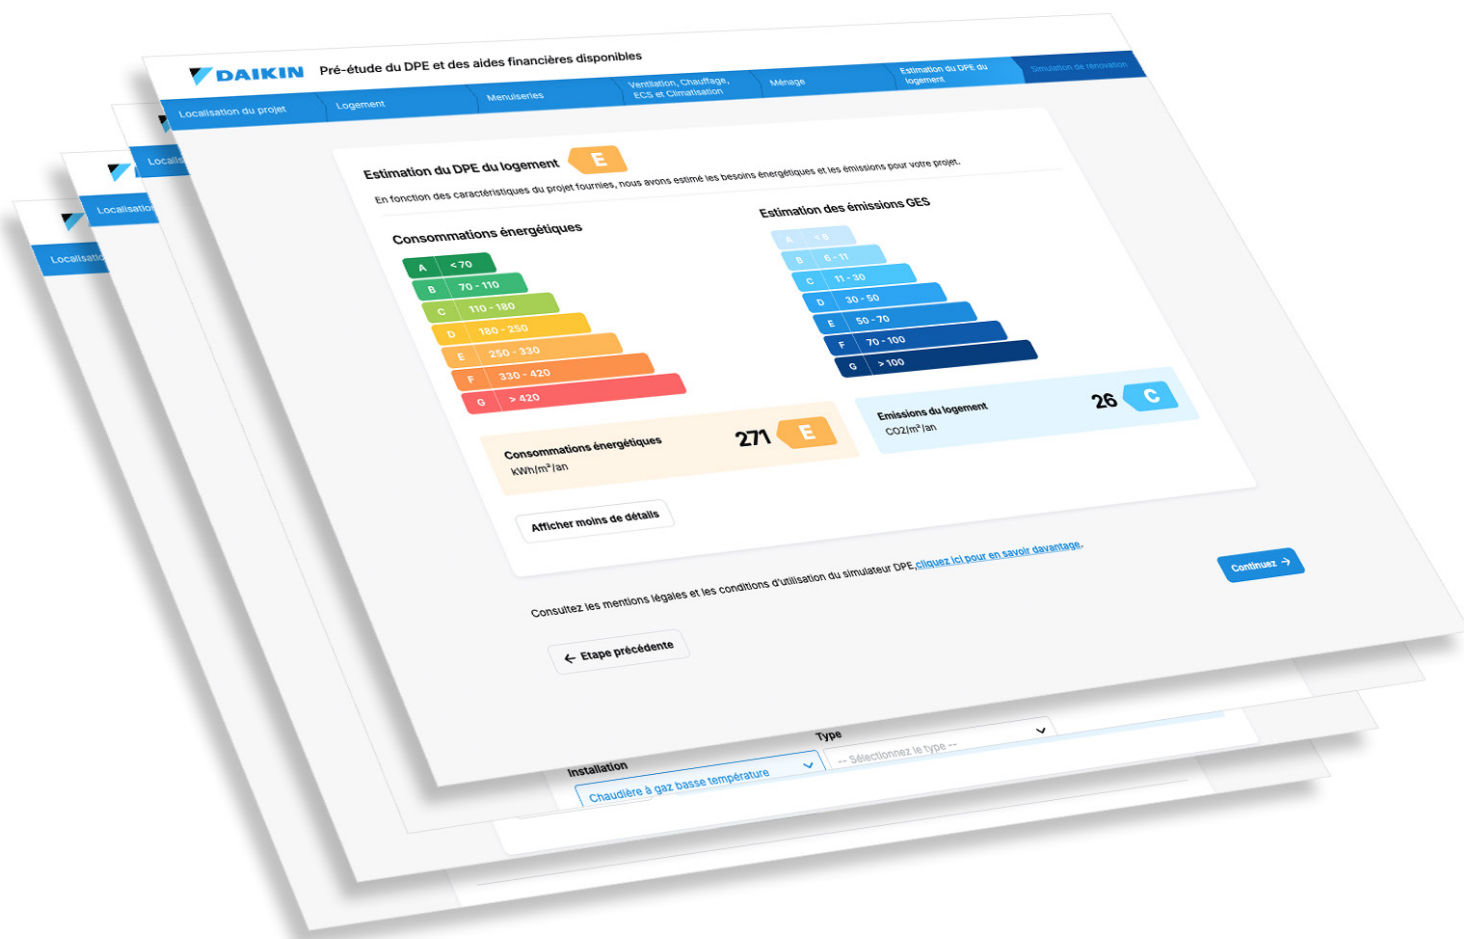 DAIKIN Pré-étude du DPE et des aides financières disponibles
Localisation du projet
Logement
Menuiseries
Ventilation, Chauffage,
ECS et Climatisation
Ménage
Estimation du DPE du
logement
Simulation de rénovation
Estimation du DPE du logement E
En fonction des caractéristiques du projet fournies, nous avons estimé les besoins énergétiques et les émissions pour votre projet.
Consommations énergétiques
A < 70
B 70 - 110
C 110 - 180
D 180 - 250
E 250 - 330
F 330 - 420
G > 420
Estimation des émissions GES
A < 6
B 6 - 11
C 11 - 30
D 30 - 50
E 50 - 70
F 70 - 100
G > 100
Consommations énergétiques
kWh/m²/an
271 E
Emissions du logement
CO2/m²/an
26 C
Afficher moins de détails
Consultez les mentions légales et les conditions d'utilisation du simulateur DPE,cliquez ici pour en savoir davantage.
Continuez →
← Etape précédente
Installation
Chaudière à gaz basse température
Type
-- Sélectionnez le type --
Localis
Localisation
Localisatio